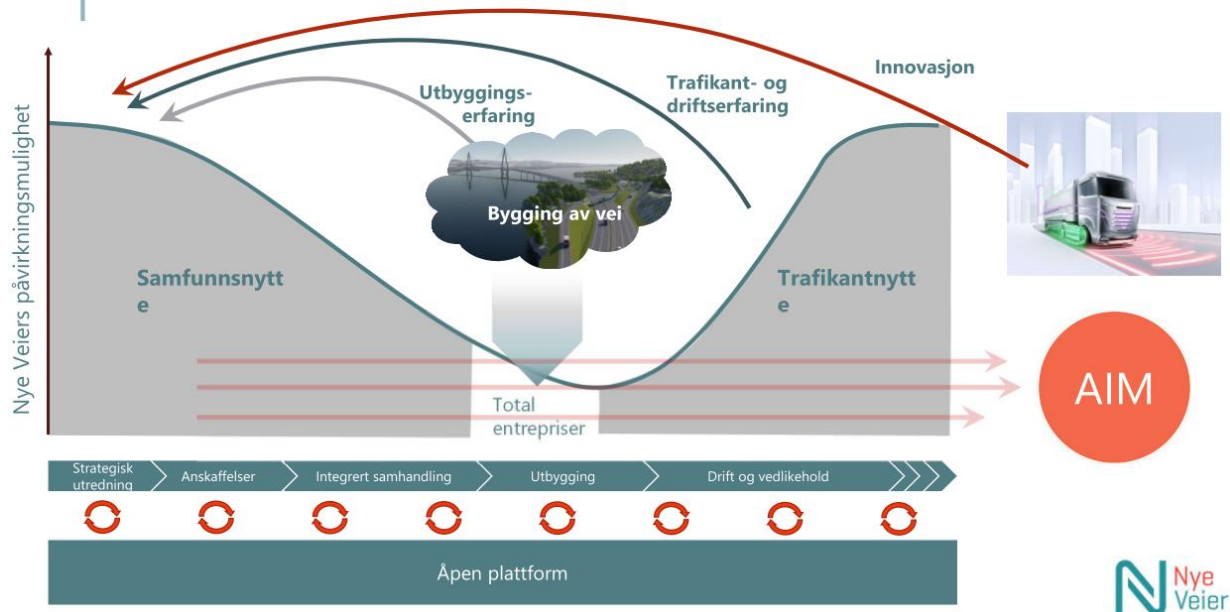 Nye Veiers påvirkningsmulighet
Utbyggings-
erfaring
Trafikant- og
driftserfaring
Innovasjon
Bygging av vei
Samfunnsnytt
e
Trafikantnytt
e
Total
entrepriser
AIM
Strategisk
utredning
Anskaffelser
Integrert samhandling
Utbygging
Drift og vedlikehold
Åpen plattform
Nye
Veier